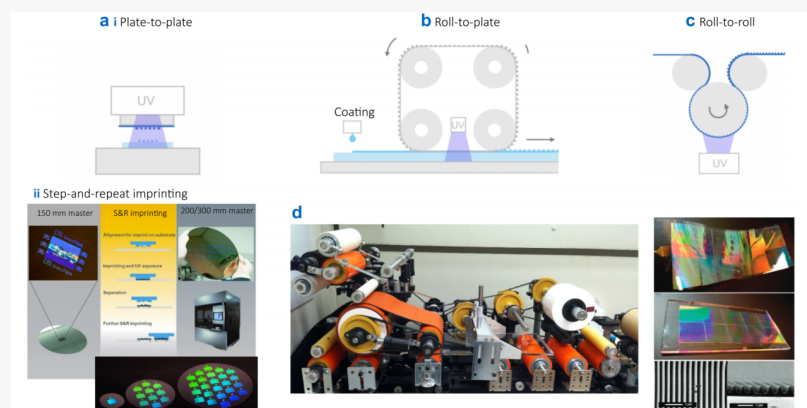 a i Plate-to-plate
b Roll-to-plate
c Roll-to-roll
UV
Coating
UV
UV
ii Step-and-repeat imprinting
150 mm master
S&R imprinting
200/300 mm master
Alignment for imprint on substrate
Imprinting and UV exposure
Separation
Further S&R Imprinting
d